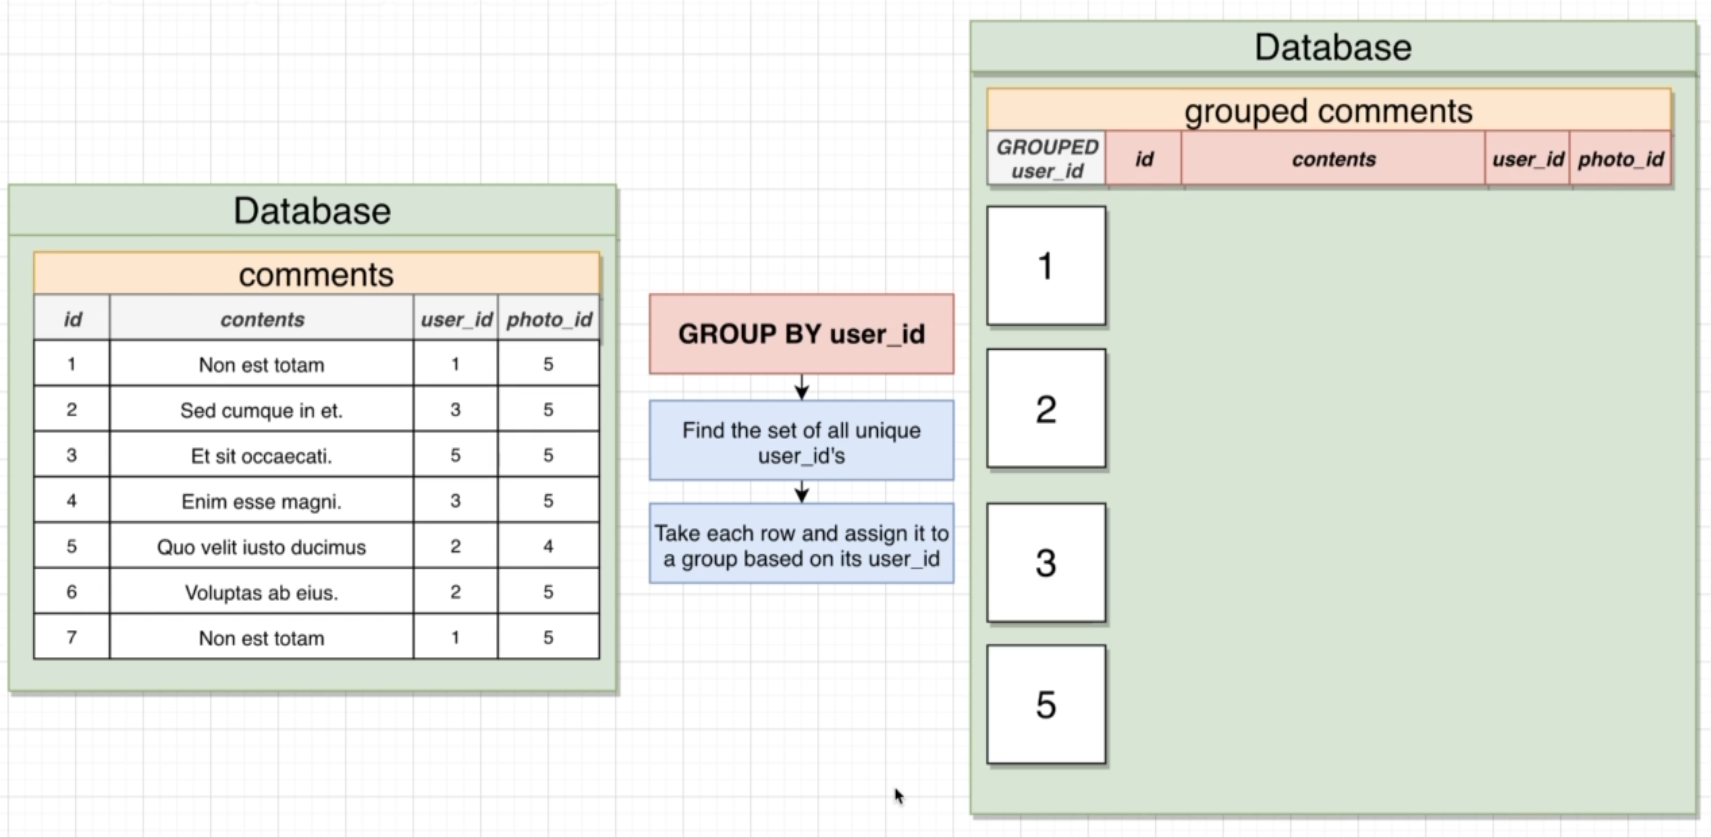 Database
comments
id contents user_id photo_id
1 Non est totam 1 5
2 Sed cumque in et. 3 5
3 Et sit occaecati. 5 5
4 Enim esse magni. 3 5
5 Quo velit iusto ducimus 2 4
6 Voluptas ab eius. 2 5
7 Non est totam 1 5
GROUP BY user_id
Find the set of all unique
user_id's
Take each row and assign it to
a group based on its user_id
Database
grouped comments
GROUPED
user_id
id contents user_id photo_id
1
2
3
5